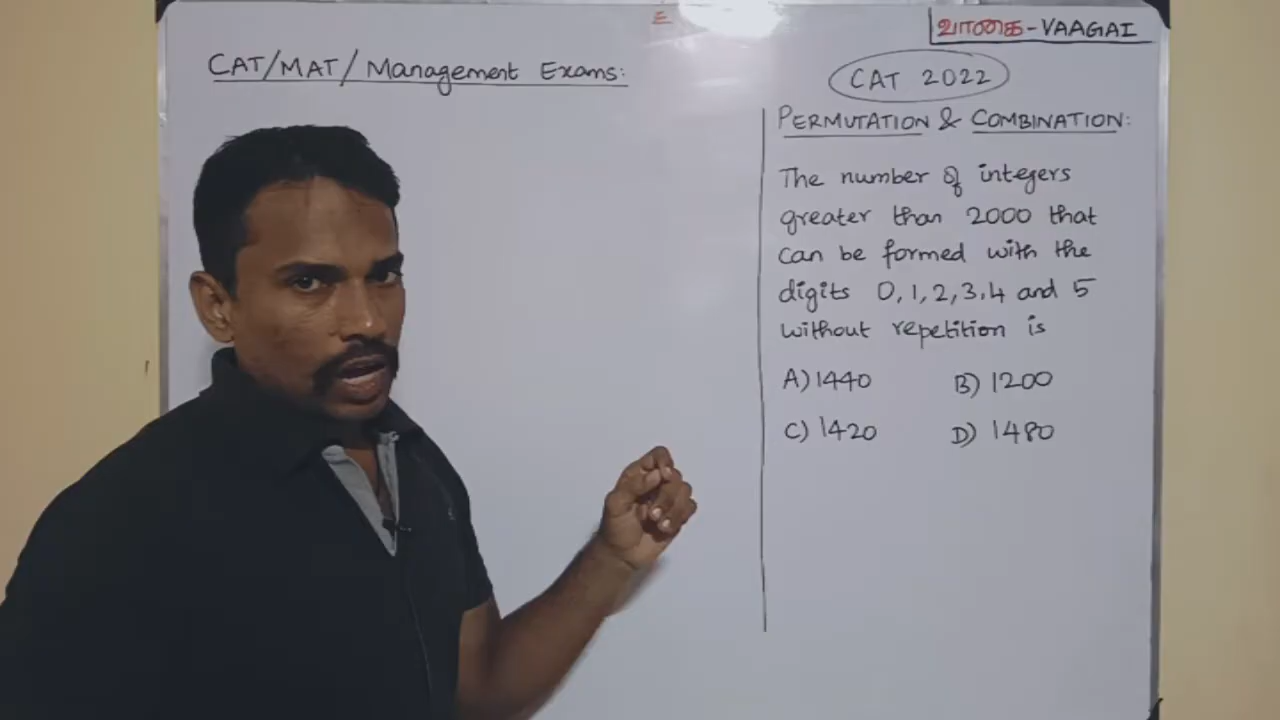 E
வாகை - VAAGAI
CAT/MAT/ Management Exams:
CAT 2022
PERMUTATION & COMBINATION:
The number of integers
greater than 2000 that
can be formed with the
digits 0, 1, 2, 3, 4 and 5
without repetition is
A) 1440 B) 1200
C) 1420 D) 1480